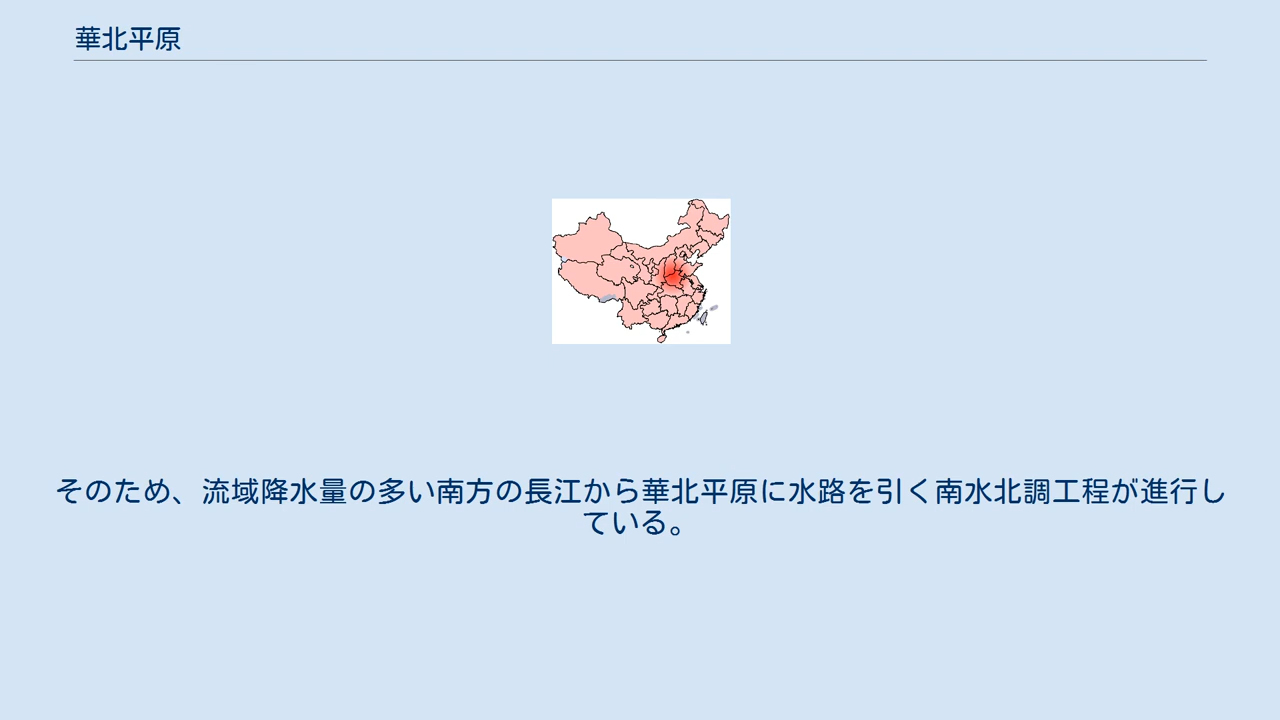 華北平原
そのため、流域降水量の多い南方の長江から華北平原に水路を引く南水北調工程が進行し
ている。